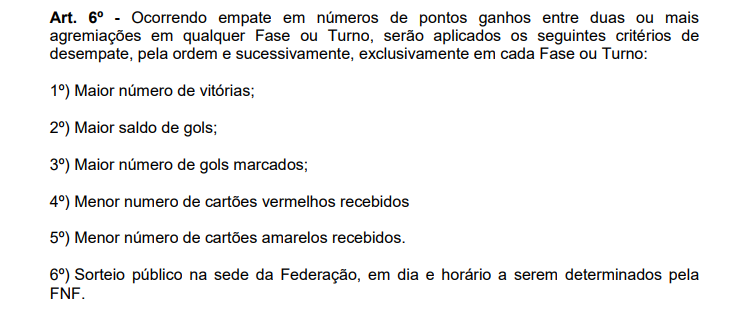 Art. 6º - Ocorrendo empate em números de pontos ganhos entre duas ou mais
agremiações em qualquer Fase ou Turno, serão aplicados os seguintes critérios de
desempate, pela ordem e sucessivamente, exclusivamente em cada Fase ou Turno:
1º) Maior número de vitórias;
2º) Maior saldo de gols;
3º) Maior número de gols marcados;
4º) Menor numero de cartões vermelhos recebidos
5º) Menor número de cartões amarelos recebidos.
6º) Sorteio público na sede da Federação, em dia e horário a serem determinados pela
FNF.